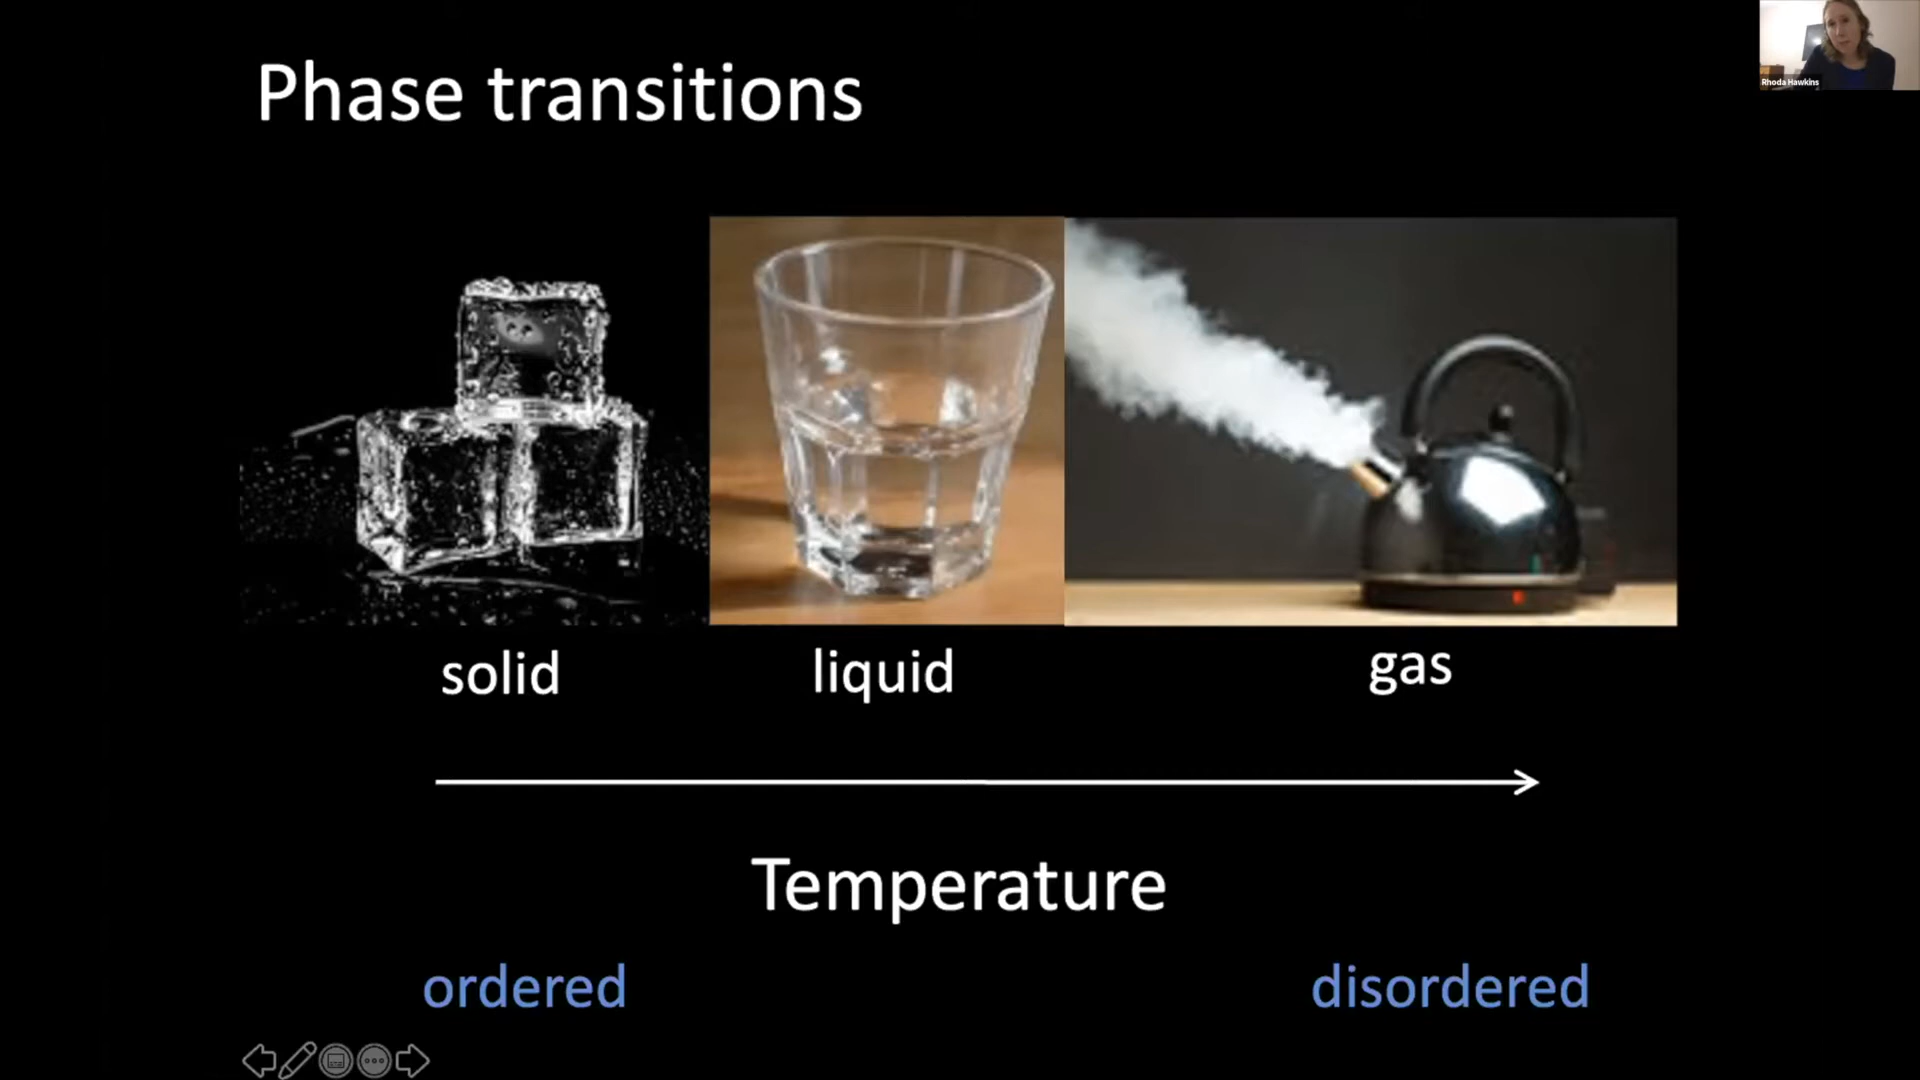 Phase transitions
Rhoda Hawkins
solid
liquid
gas
Temperature
ordered
disordered